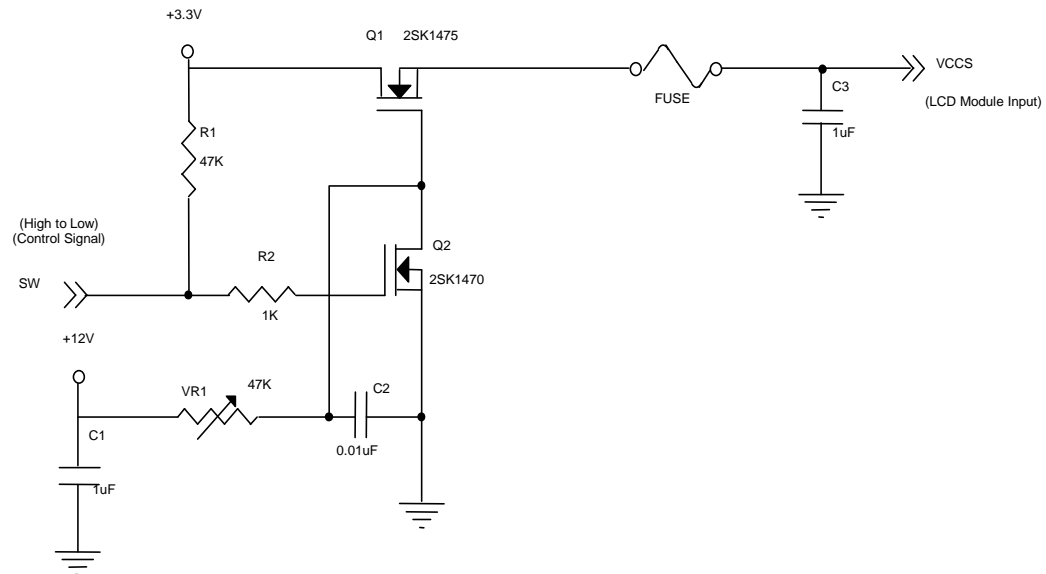 +3.3V
Q1 2SK1475
VCCS
FUSE
C3
(LCD Module Input)
R1
1uF
47K
(High to Low)
(Control Signal)
Q2
R2
2SK1470
SW
1K
+12V
VR1
47K
C2
C1
0.01uF
1uF